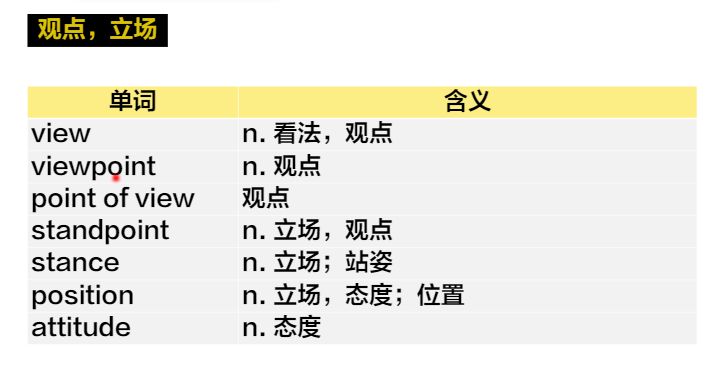 观点，立场
单词 含义
view n. 看法，观点
viewpoint n. 观点
point of view 观点
standpoint n. 立场，观点
stance n. 立场；站姿
position n. 立场，态度；位置
attitude n. 态度